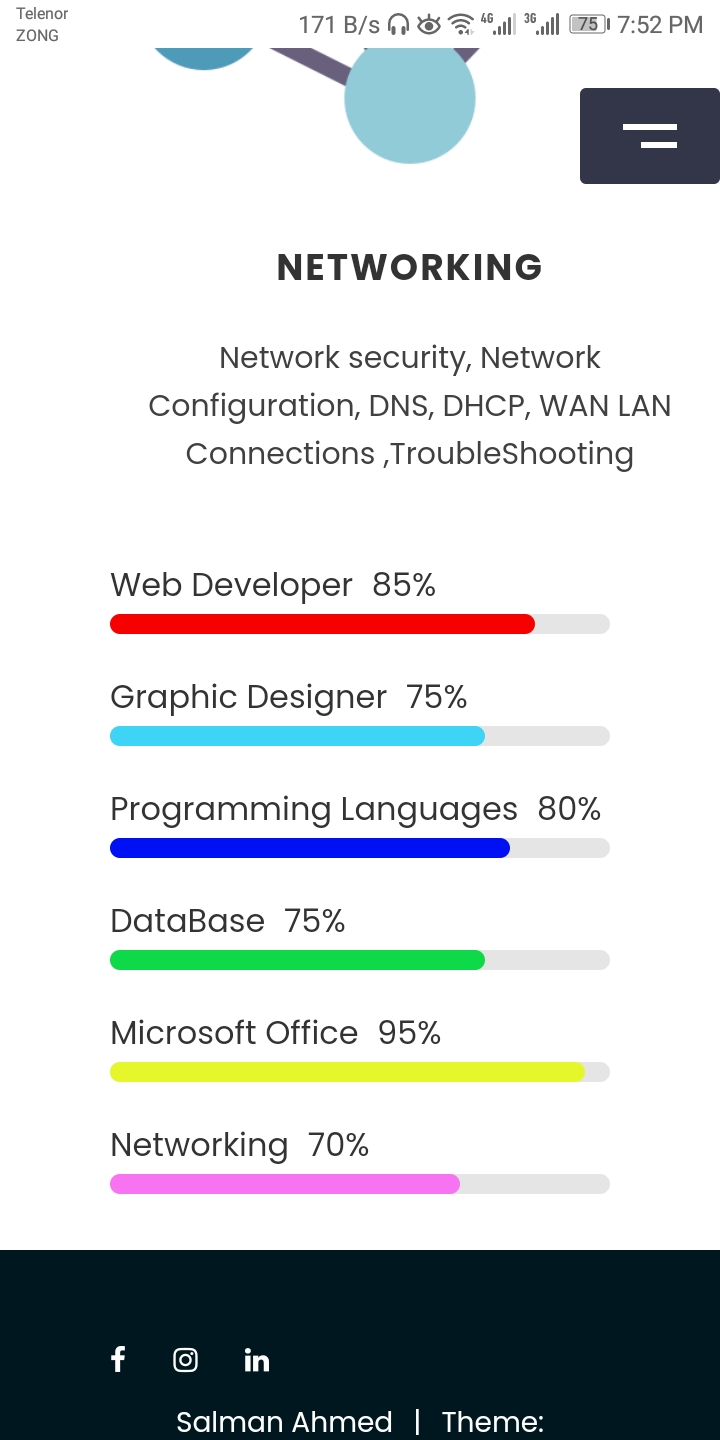 Telenor
ZONG
171 B/s 4G 3G 75 7:52 PM
NETWORKING
Network security, Network
Configuration, DNS, DHCP, WAN LAN
Connections ,TroubleShooting
Web Developer 85%
Graphic Designer 75%
Programming Languages 80%
DataBase 75%
Microsoft Office 95%
Networking 70%
Salman Ahmed | Theme: